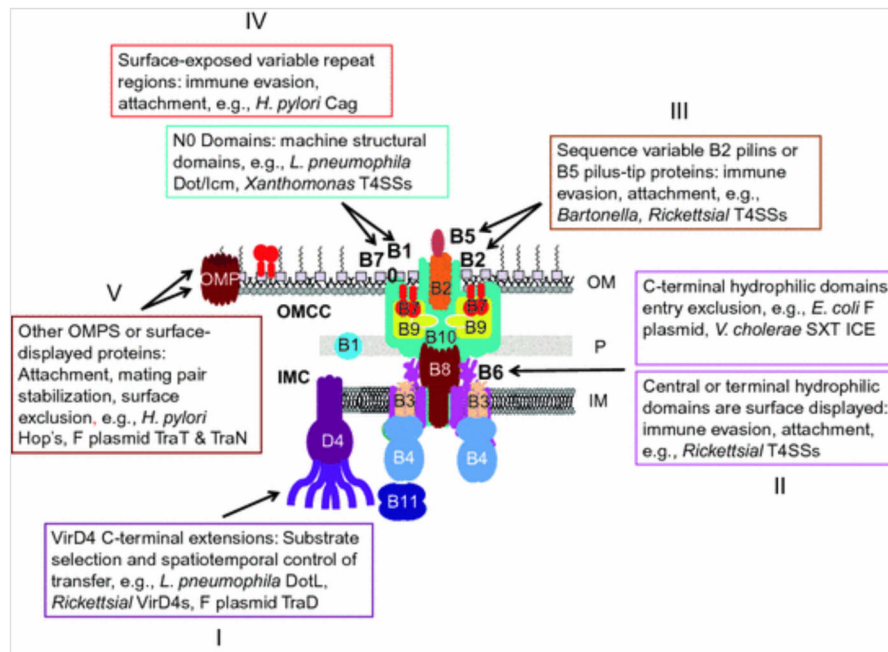 IV
Surface-exposed variable repeat
regions: immune evasion,
attachment, e.g., H. pylori Cag
N0 Domains: machine structural
domains, e.g., L. pneumophila
Dot/Icm, Xanthomonas T4SSs
III
Sequence variable B2 pilins or
B5 pilus-tip proteins: immune
evasion, attachment, e.g.,
Bartonella, Rickettsial T4SSs
B7
B1
0
B5
B2
OMP
B2
OM
V
OMCC
B7
B7
B9
B9
B10
B1
P
C-terminal hydrophilic domains
entry exclusion, e.g., E. coli F
plasmid, V. cholerae SXT ICE
Other OMPS or surface-
displayed proteins:
Attachment, mating pair
stabilization, surface
exclusion, e.g., H. pylori
Hop's, F plasmid TraT & TraN
IMC
B8
B6
B3
B3
IM
D4
B4
B4
B11
Central or terminal hydrophilic
domains are surface displayed:
immune evasion, attachment,
e.g., Rickettsial T4SSs
II
VirD4 C-terminal extensions: Substrate
selection and spatiotemporal control of
transfer, e.g., L. pneumophila DotL,
Rickettsial VirD4s, F plasmid TraD
I